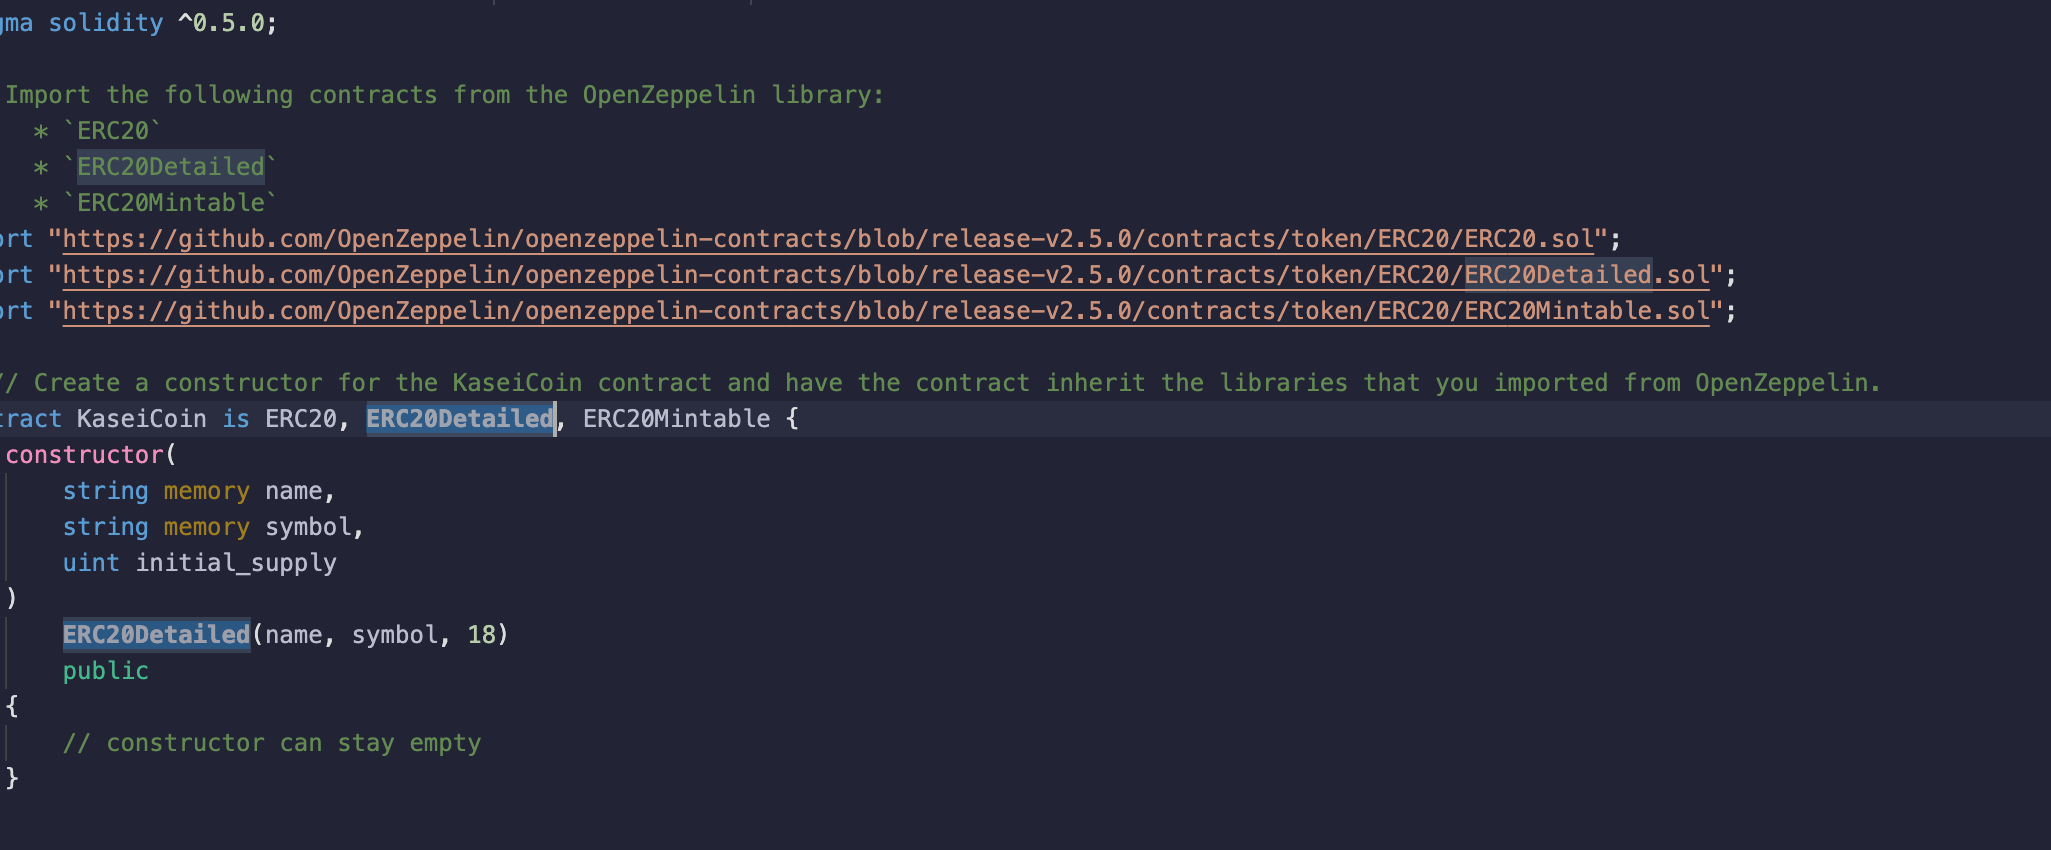 gma solidity ^0.5.0;
Import the following contracts from the OpenZeppelin library:
* `ERC20`
* `ERC20Detailed`
* `ERC20Mintable`
ort "https://github.com/OpenZeppelin/openzeppelin-contracts/blob/release-v2.5.0/contracts/token/ERC20/ERC20.sol";
ort "https://github.com/OpenZeppelin/openzeppelin-contracts/blob/release-v2.5.0/contracts/token/ERC20/ERC20Detailed.sol";
ort "https://github.com/OpenZeppelin/openzeppelin-contracts/blob/release-v2.5.0/contracts/token/ERC20/ERC20Mintable.sol";
// Create a constructor for the KaseiCoin contract and have the contract inherit the libraries that you imported from OpenZeppelin.
tract KaseiCoin is ERC20, ERC20Detailed, ERC20Mintable {
constructor(
string memory name,
string memory symbol,
uint initial_supply
)
ERC20Detailed(name, symbol, 18)
public
{
// constructor can stay empty
}